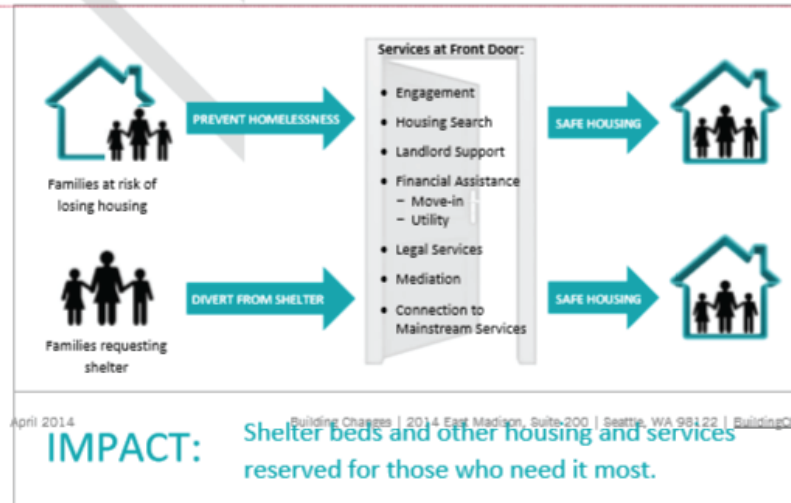 Services at Front Door:
• Engagement
• Housing Search
• Landlord Support
• Financial Assistance
– Move-in
– Utility
• Legal Services
• Mediation
• Connection to
Mainstream Services
PREVENT HOMELESSNESS
SAFE HOUSING
Families at risk of
losing housing
DIVERT FROM SHELTER
SAFE HOUSING
Families requesting
shelter
April 2014
Building Changes | 2014 East Madison, Suite 200 | Seattle, WA 98122 |
IMPACT:
Shelter beds and other housing and services
reserved for those who need it most.